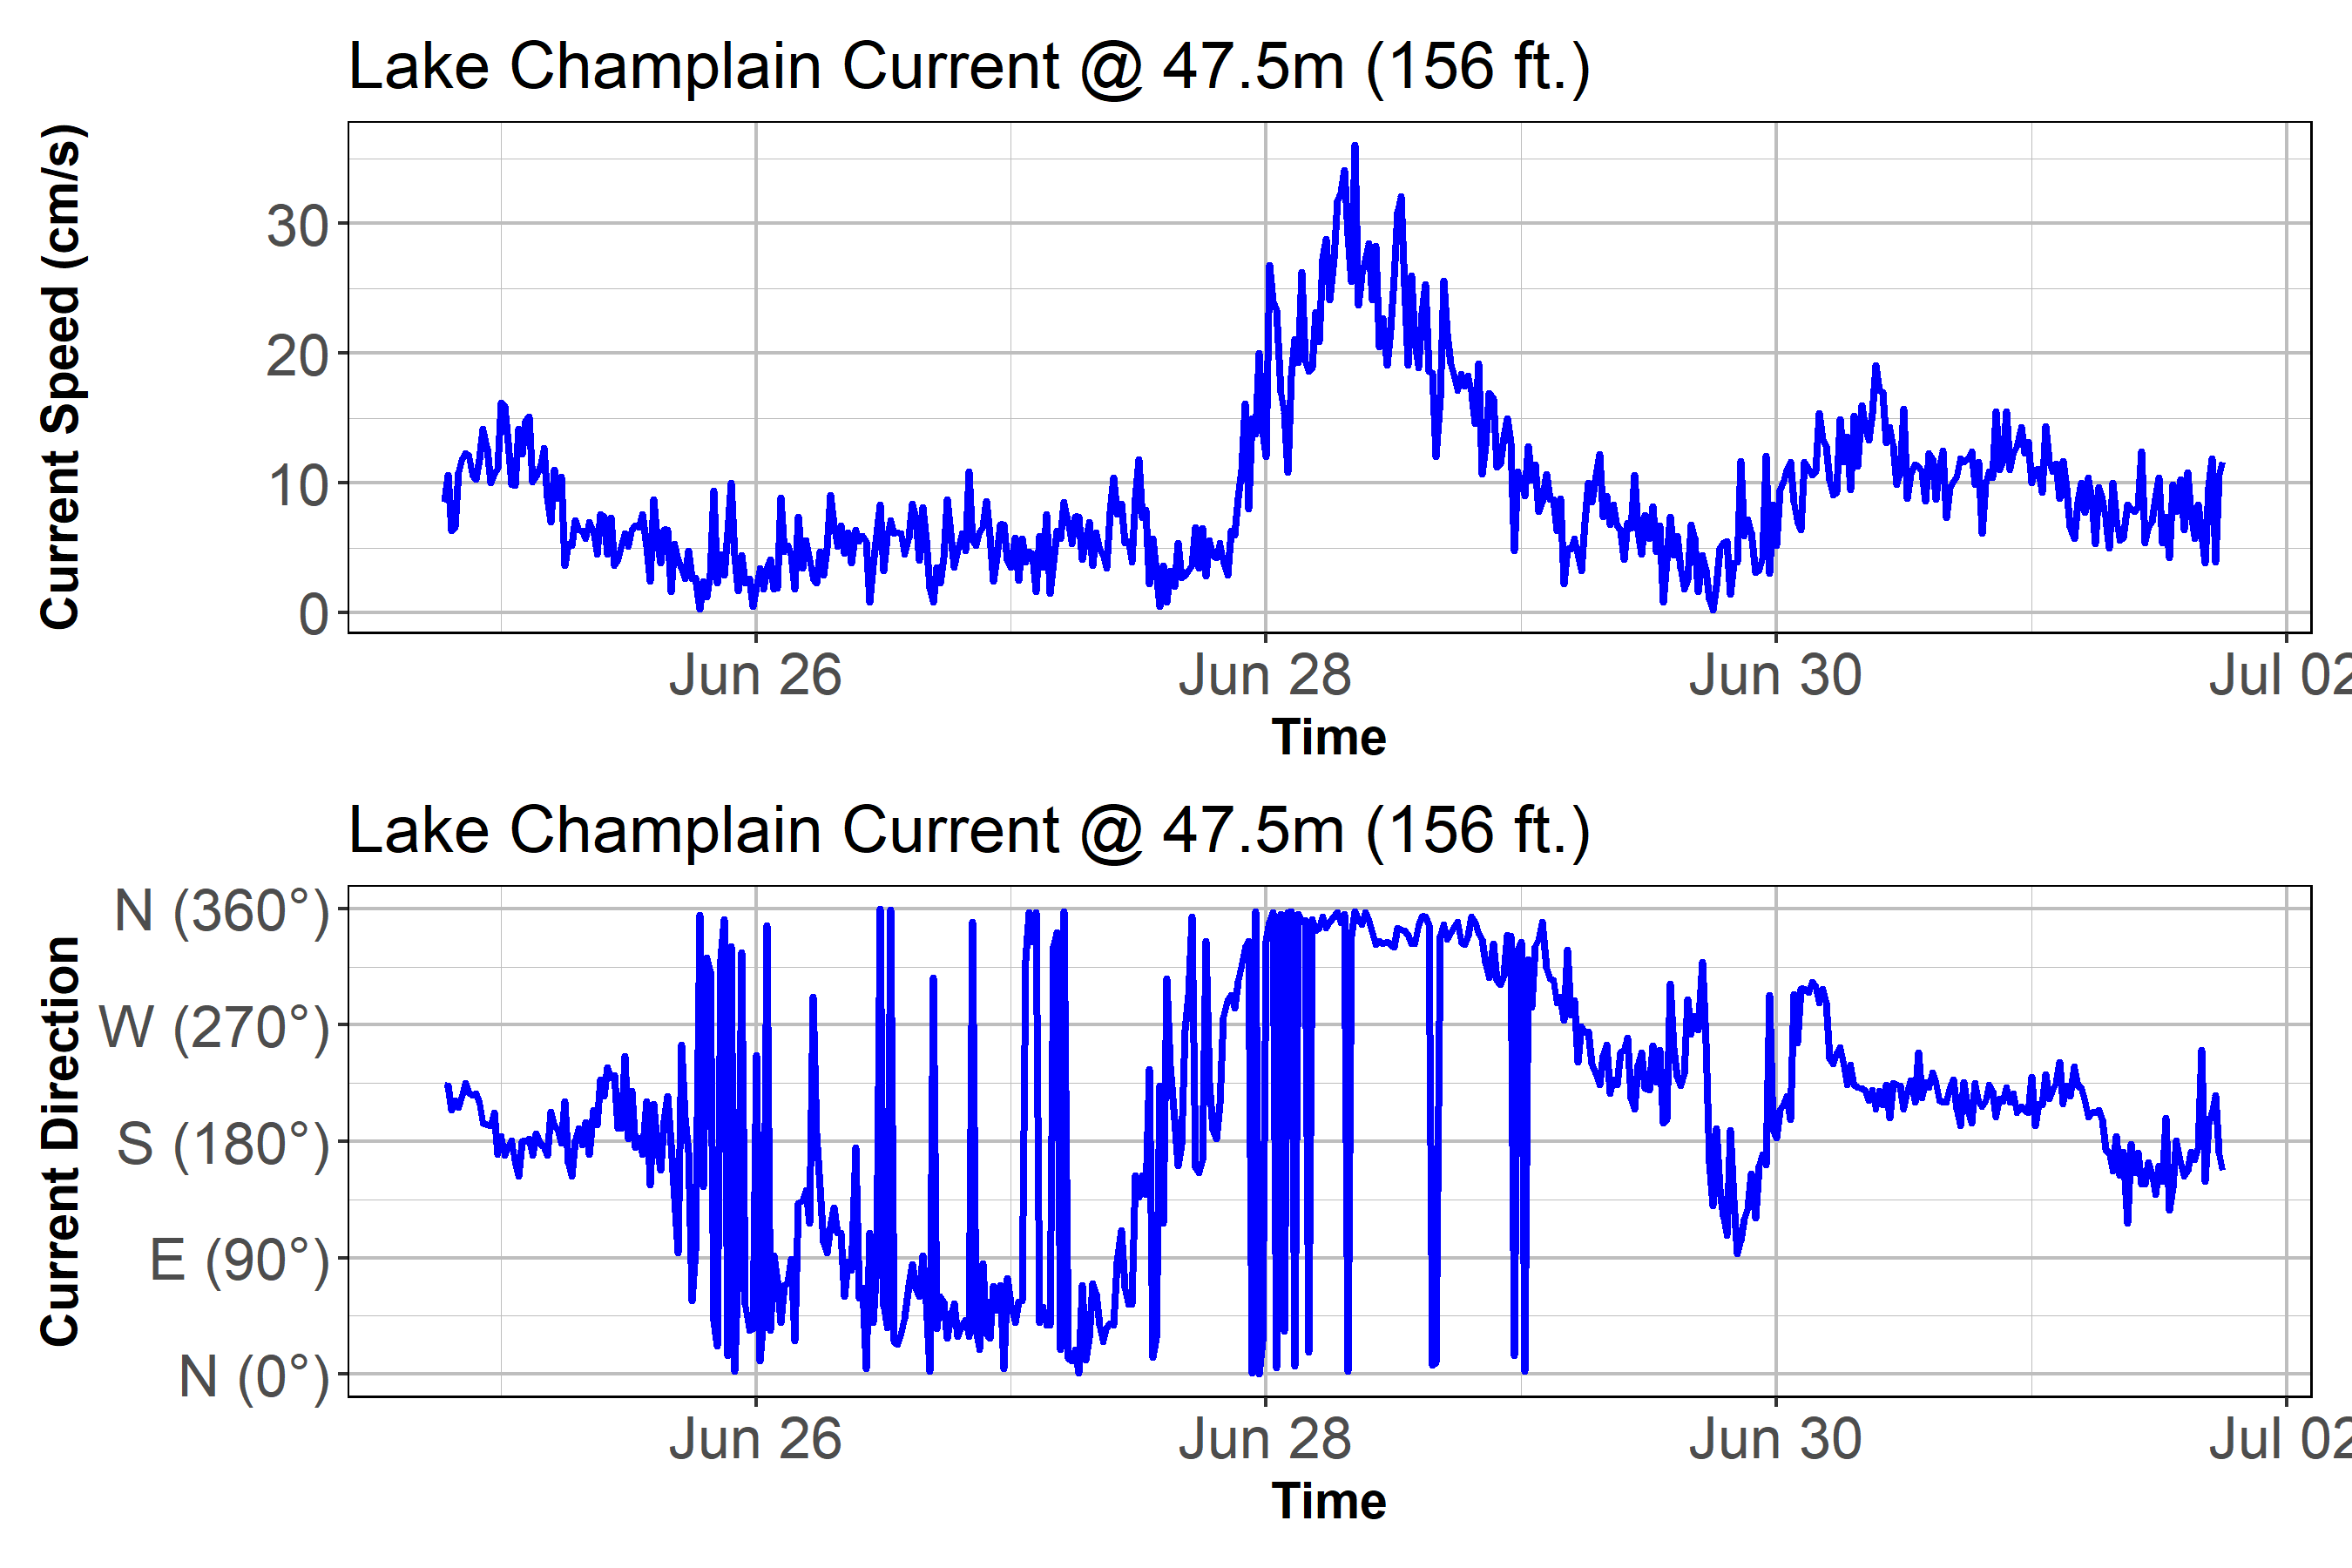 Lake Champlain Current @ 47.5m (156 ft.)
Current Speed (cm/s)
30
20
10
0
Jun 26 Jun 28 Jun 30 Jul 02
Time
Lake Champlain Current @ 47.5m (156 ft.)
Current Direction
N (360°)
W (270°)
S (180°)
E (90°)
N (0°)
Jun 26 Jun 28 Jun 30 Jul 02
Time